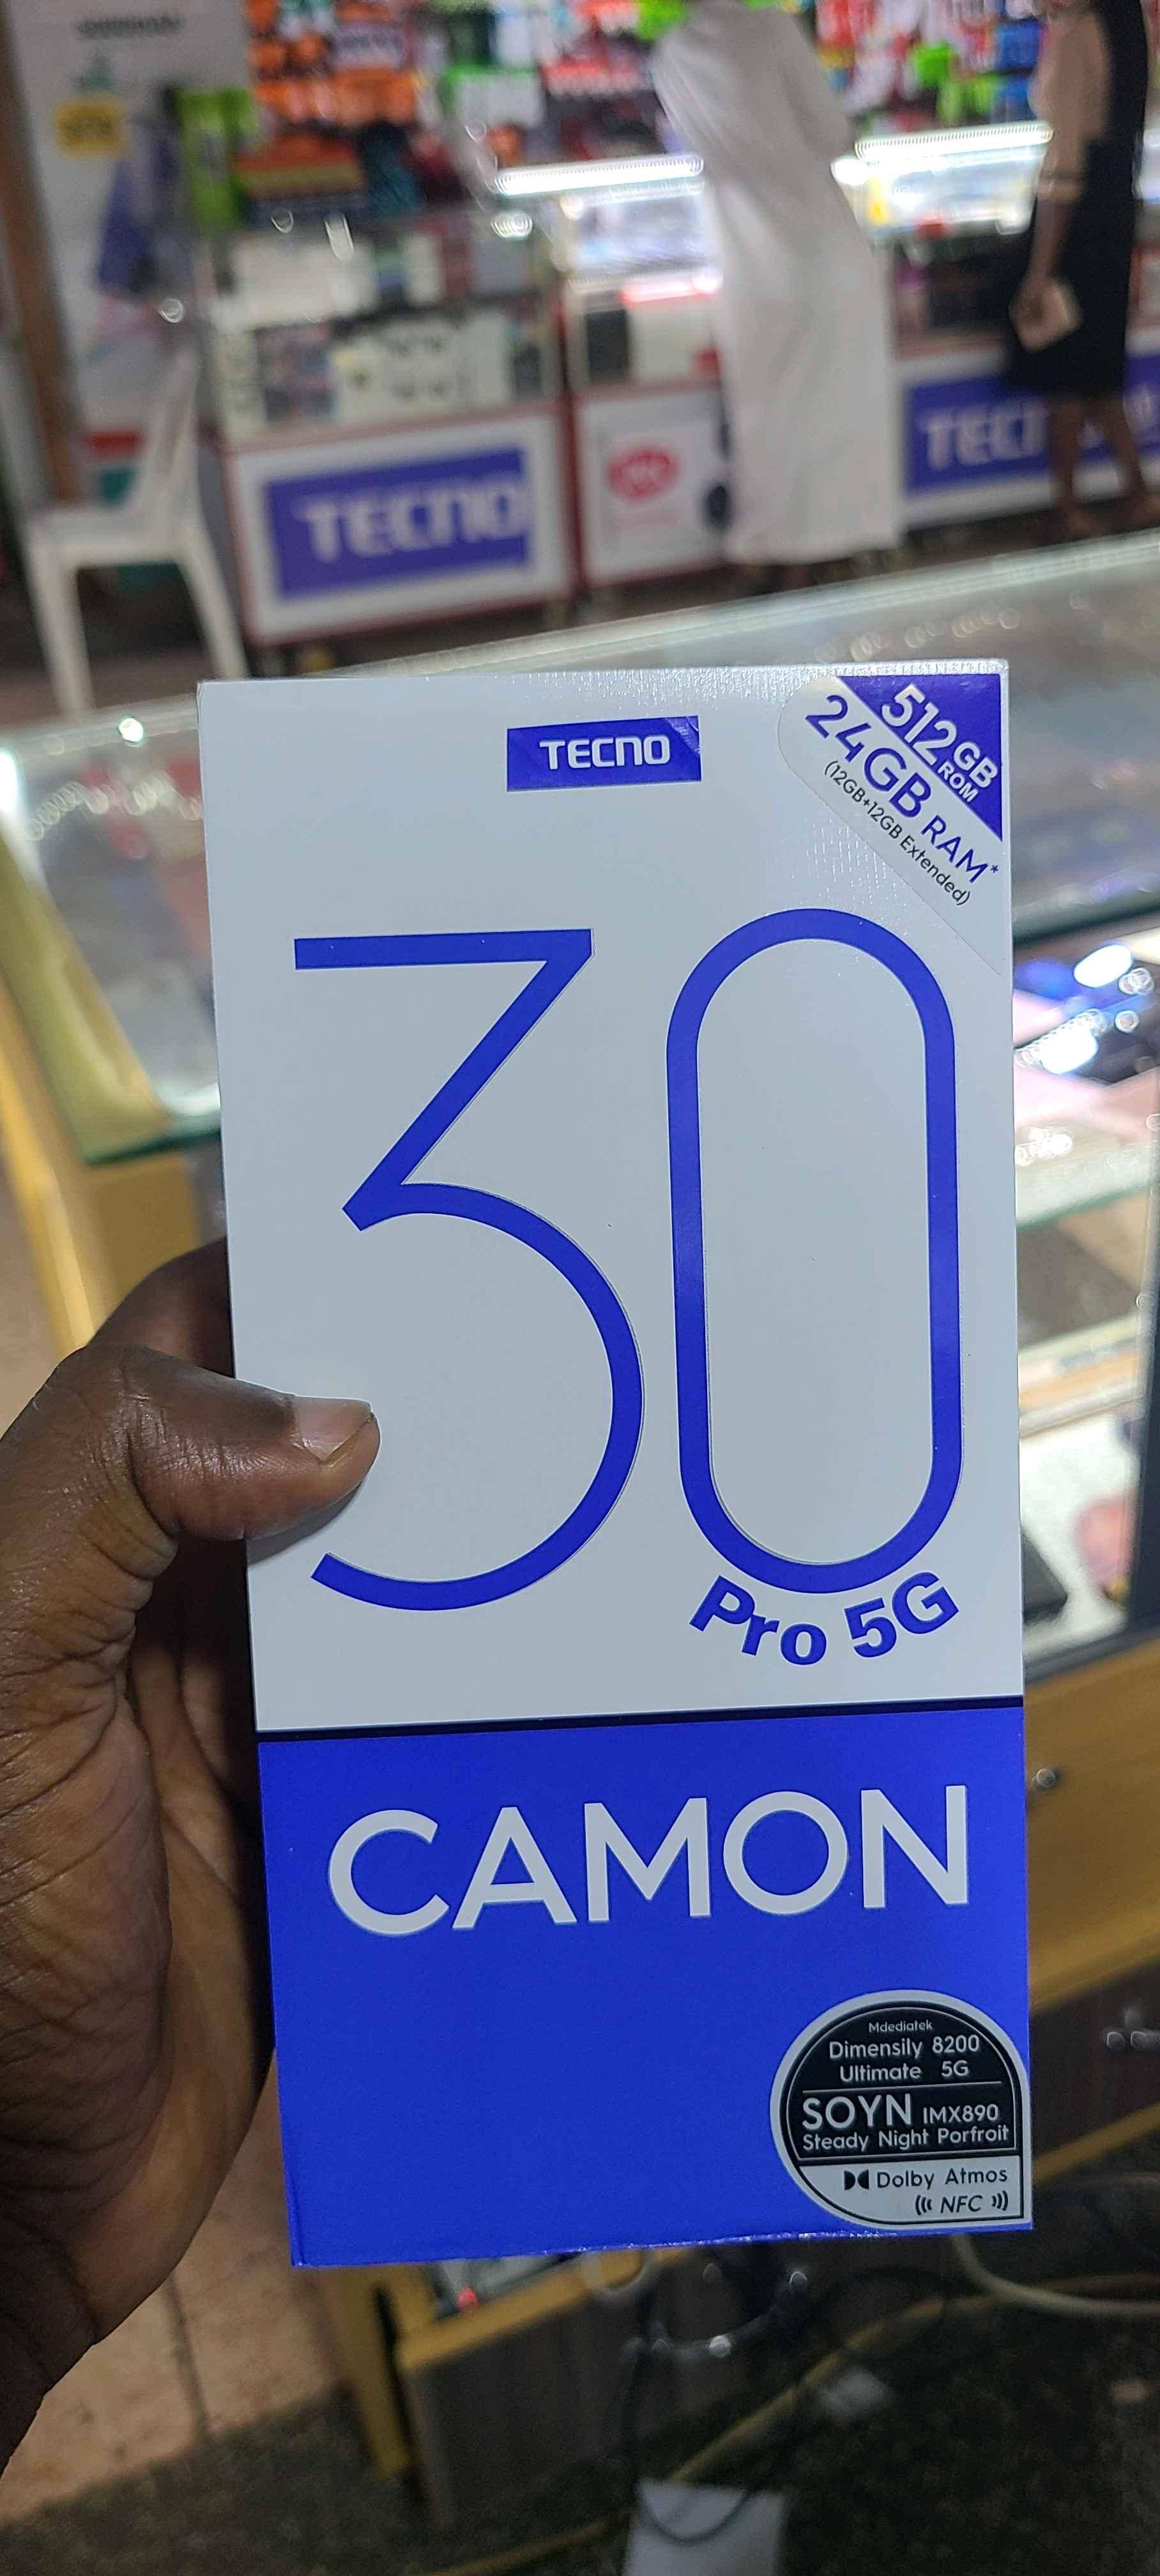 TECNO
TECNO
512GB
ROM
24GB RAM*
(12GB+12GB Extended)
30
Pro 5G
CAMON
Mdediatek
Dimensily 8200
Ultimate 5G
SOYN IMX890
Steady Night Porfroit
Dolby Atmos
NFC